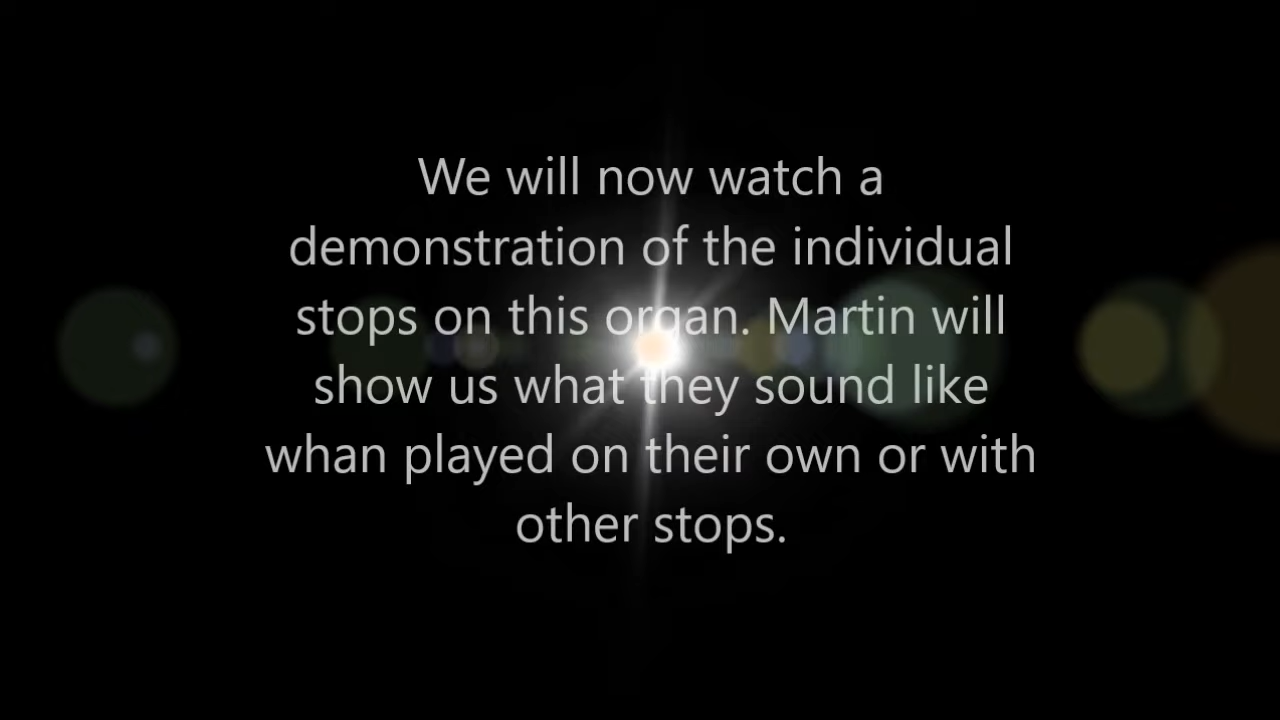 We will now watch a
demonstration of the individual
stops on this organ. Martin will
show us what they sound like
whan played on their own or with
other stops.